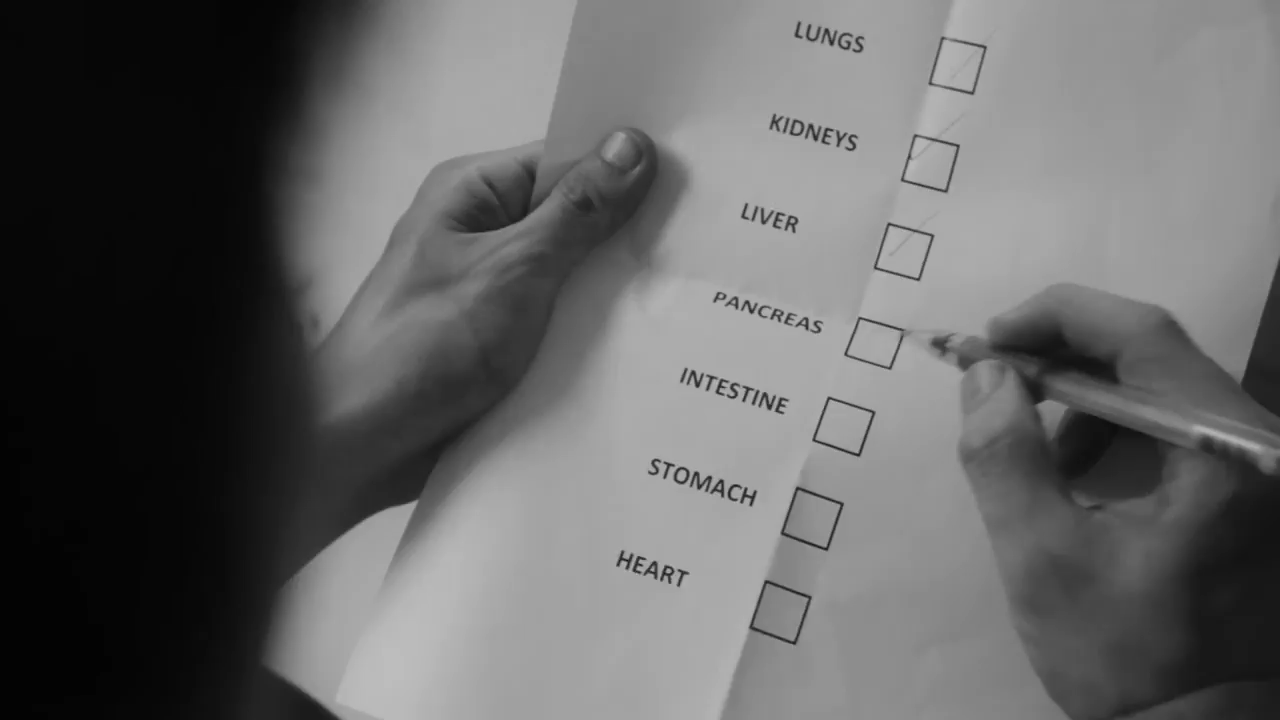 LUNGS
KIDNEYS
LIVER
PANCREAS
INTESTINE
STOMACH
HEART